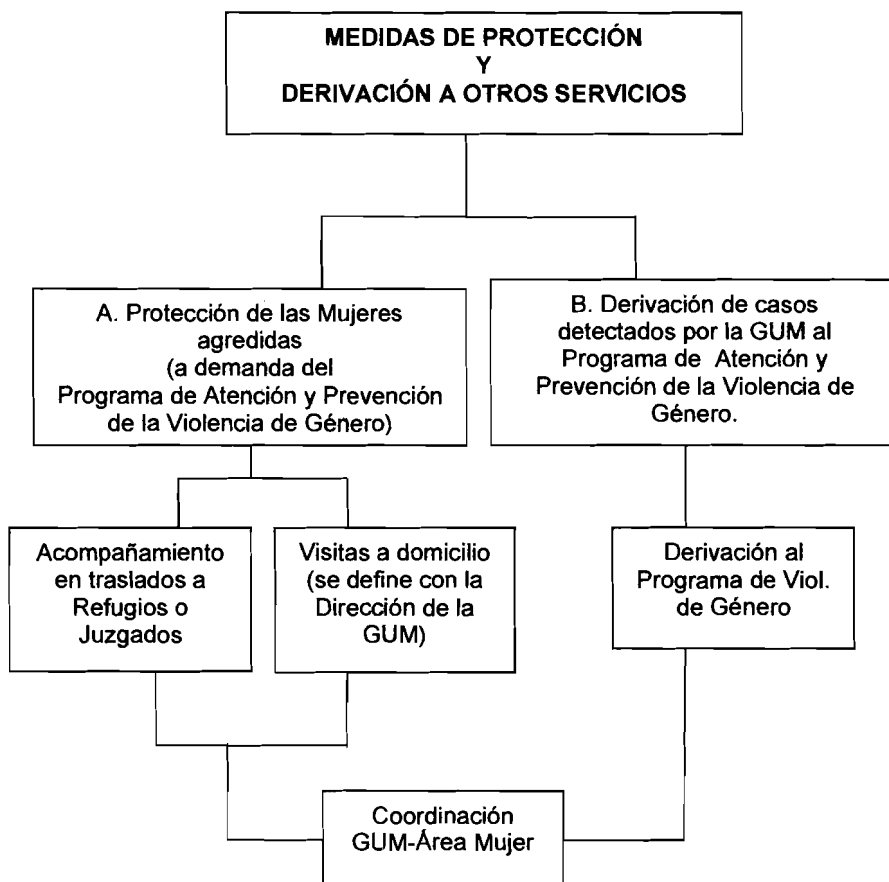 MEDIDAS DE PROTECCIÓN
Y
DERIVACIÓN A OTROS SERVICIOS
A. Protección de las Mujeres
agredidas
(a demanda del
Programa de Atención y Prevención
de la Violencia de Género)
B. Derivación de casos
detectados por la GUM al
Programa de Atención y
Prevención de la Violencia de
Género.
Acompañamiento
en traslados a
Refugios o
Juzgados
Visitas a domicilio
(se define con la
Dirección de la
GUM)
Derivación al
Programa de Viol.
de Género
Coordinación
GUM-Área Mujer